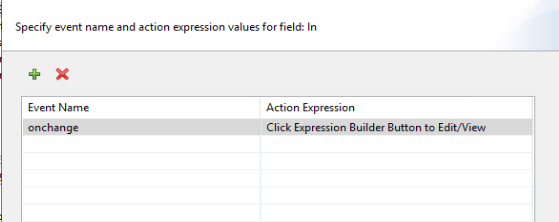 Specify event name and action expression values for field: In
Event Name
Action Expression
onchange
Click Expression Builder Button to Edit/View